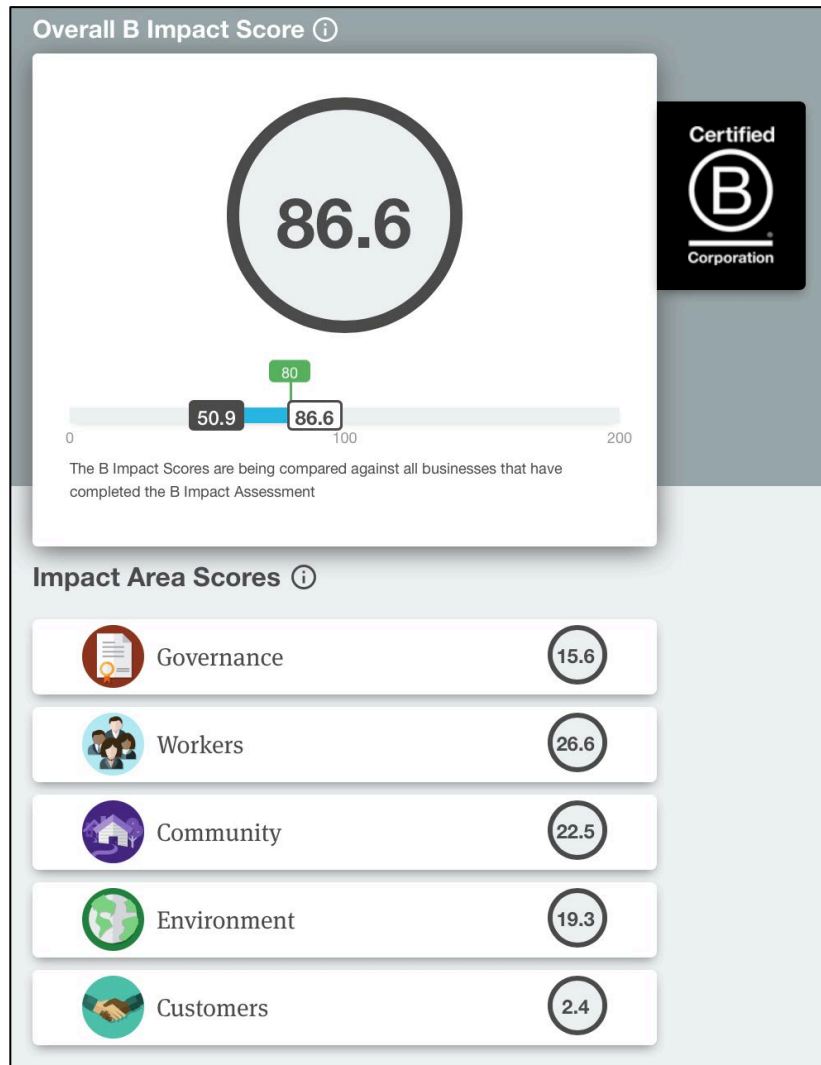 Overall B Impact Score
Certified
B
Corporation
86.6
80
50.9
86.6
0
100
200
The B Impact Scores are being compared against all businesses that have
completed the B Impact Assessment
Impact Area Scores
Governance 15.6
Workers 26.6
Community 22.5
Environment 19.3
Customers 2.4